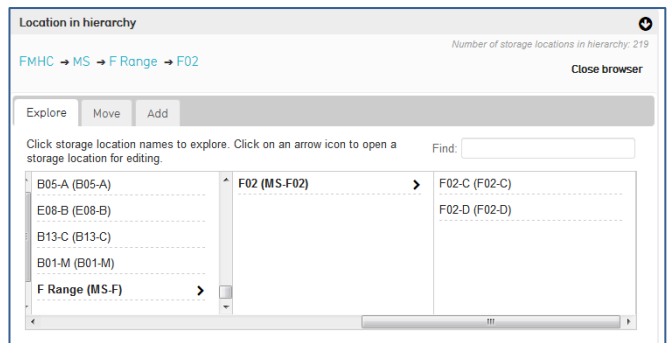 Location in hierarchy
Number of storage locations in hierarchy: 219
FMHC → MS → F Range → F02
Close browser
Explore Move Add
Click storage location names to explore. Click on an arrow icon to open a
storage location for editing.
Find:
B05-A (B05-A)
E08-B (E08-B)
B13-C (B13-C)
B01-M (B01-M)
F Range (MS-F)
F02 (MS-F02)
F02-C (F02-C)
F02-D (F02-D)